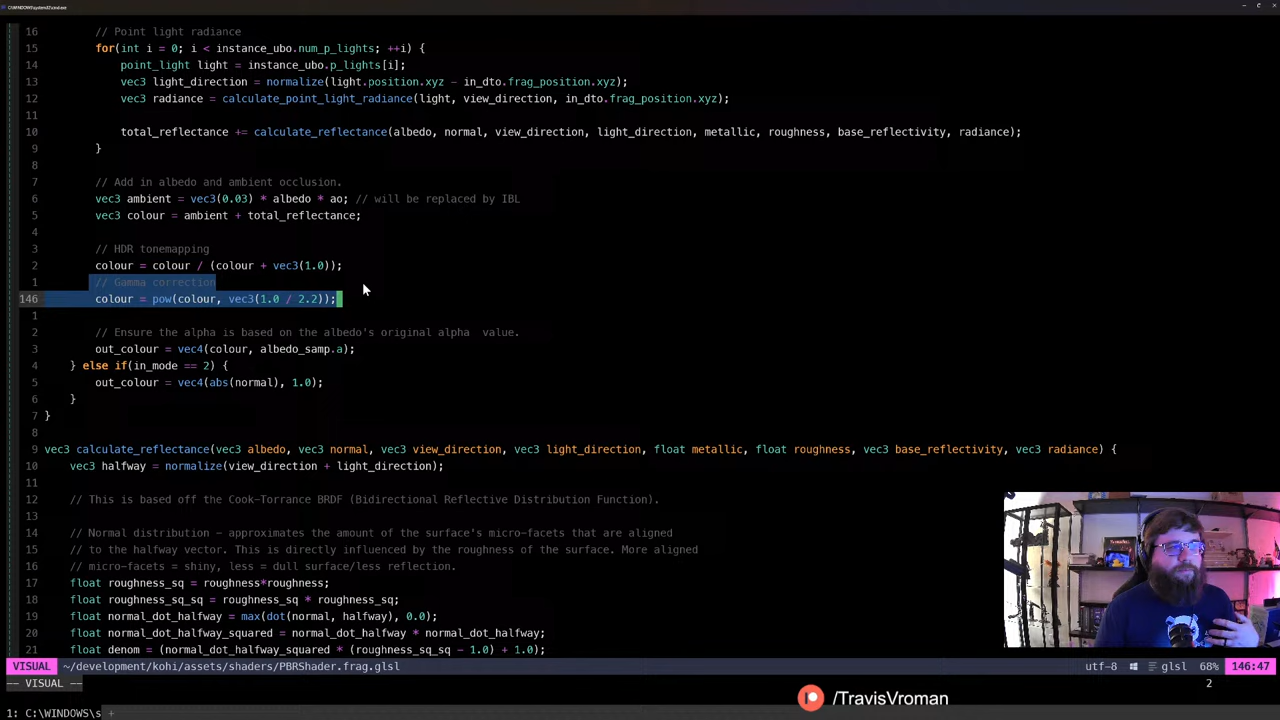 C:\WINDOWS\system32\cmd.exe
16 // Point light radiance
15 for(int i = 0; i < instance_ubo.num_p_lights; ++i) {
14 point_light light = instance_ubo.p_lights[i];
13 vec3 light_direction = normalize(light.position.xyz - in_dto.frag_position.xyz);
12 vec3 radiance = calculate_point_light_radiance(light, view_direction, in_dto.frag_position.xyz);
11
10 total_reflectance += calculate_reflectance(albedo, normal, view_direction, light_direction, metallic, roughness, base_reflectivity, radiance);
9 }
8
7 // Add in albedo and ambient occlusion.
6 vec3 ambient = vec3(0.03) * albedo * ao; // will be replaced by IBL
5 vec3 colour = ambient + total_reflectance;
4
3 // HDR tonemapping
2 colour = colour / (colour + vec3(1.0));
1 // Gamma correction
146 colour = pow(colour, vec3(1.0 / 2.2));
1
2 // Ensure the alpha is based on the albedo's original alpha  value.
3 out_colour = vec4(colour, albedo_samp.a);
4 } else if(in_mode == 2) {
5 out_colour = vec4(abs(normal), 1.0);
6 }
7 }
8
9 vec3 calculate_reflectance(vec3 albedo, vec3 normal, vec3 view_direction, vec3 light_direction, float metallic, float roughness, vec3 base_reflectivity, vec3 radiance) {
10 vec3 halfway = normalize(view_direction + light_direction);
11
12 // This is based off the Cook-Torrance BRDF (Bidirectional Reflective Distribution Function).
13
14 // Normal distribution - approximates the amount of the surface's micro-facets that are aligned
15 // to the halfway vector. This is directly influenced by the roughness of the surface. More aligned
16 // micro-facets = shiny, less = dull surface/less reflection.
17 float roughness_sq = roughness*roughness;
18 float roughness_sq_sq = roughness_sq * roughness_sq;
19 float normal_dot_halfway = max(dot(normal, halfway), 0.0);
20 float normal_dot_halfway_squared = normal_dot_halfway * normal_dot_halfway;
21 float denom = (normal_dot_halfway_squared * (roughness_sq_sq - 1.0) + 1.0);
VISUAL ~/development/kohi/assets/shaders/PBRShader.frag.glsl utf-8 glsl 68% 146:47
-- VISUAL -- 2
/TravisVroman
1: C:\WINDOWS\s +